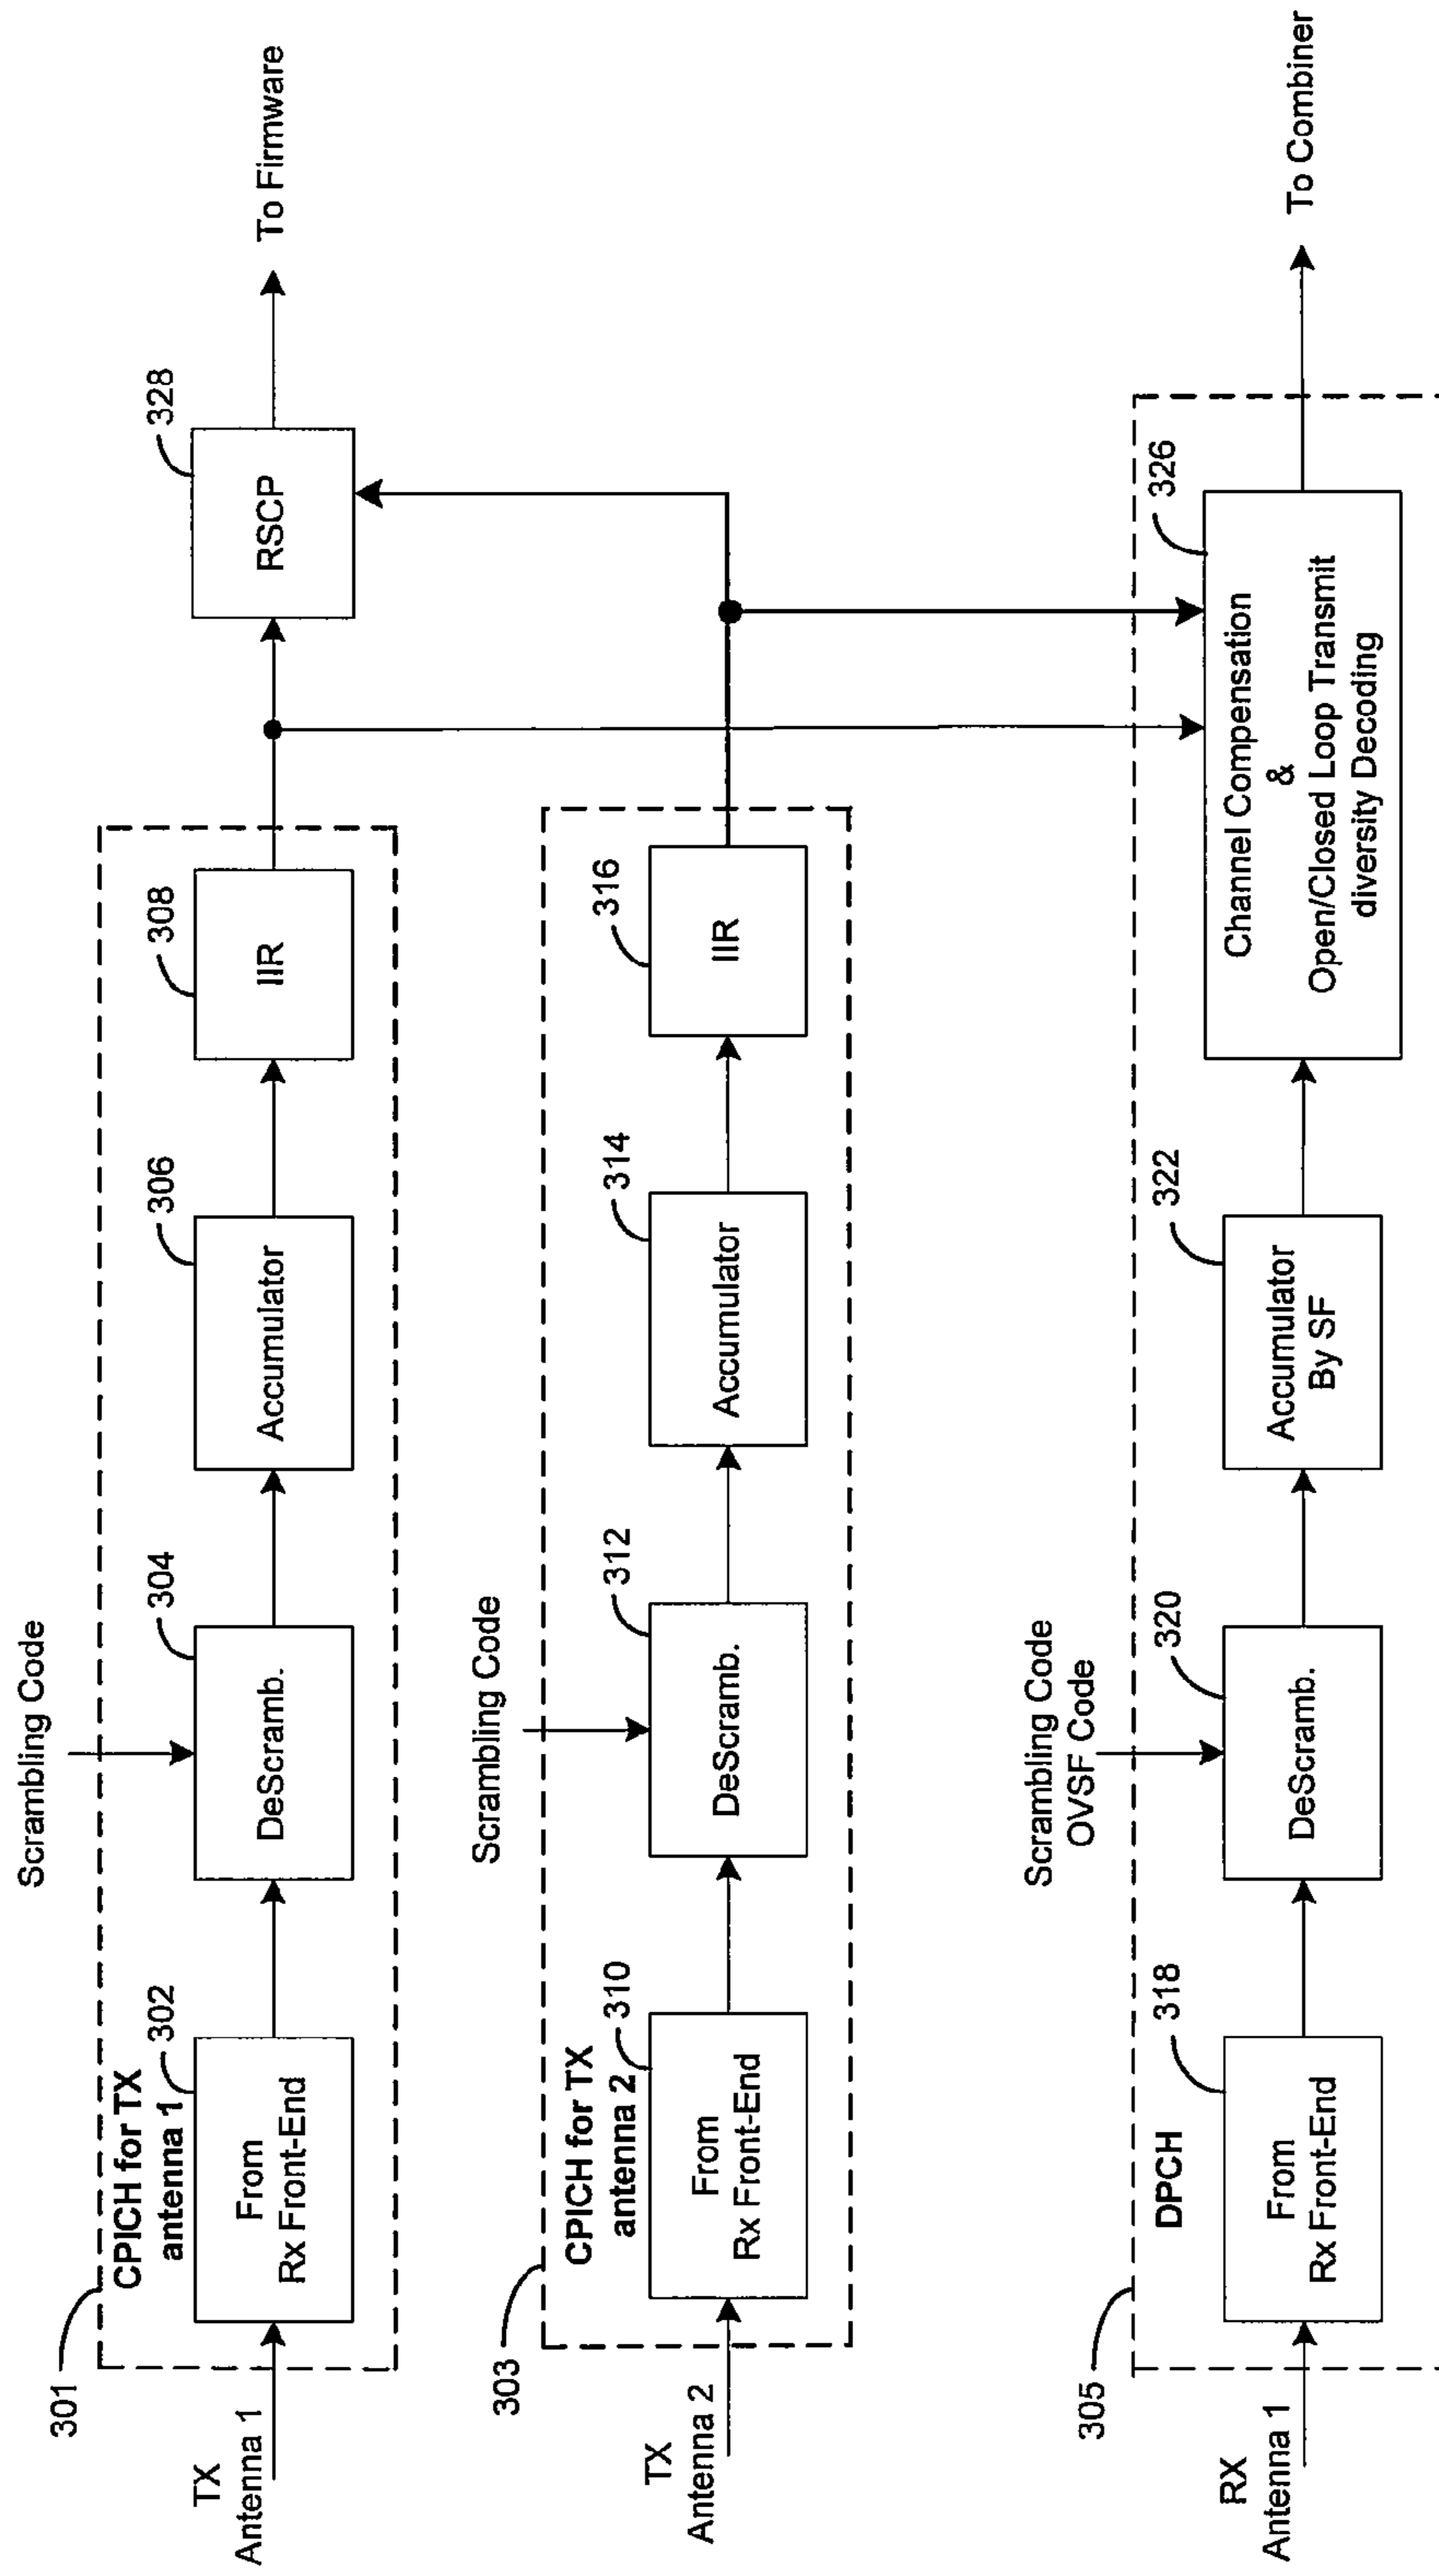 Scrambling Code
301
CPICH for TX
antenna 1
302
304
306
308
328
TX
Antenna 1
From
Rx Front-End
DeScramb.
Accumulator
IIR
RSCP
To Firmware
Scrambling Code
303
CPICH for TX
antenna 2
310
312
314
316
TX
Antenna 2
From
Rx Front-End
DeScramb.
Accumulator
IIR
Scrambling Code
OVSF Code
305
DPCH
318
320
322
326
RX
Antenna 1
From
Rx Front-End
DeScramb.
Accumulator
By SF
Channel Compensation
&
Open/Closed Loop Transmit
diversity Decoding
To Combiner